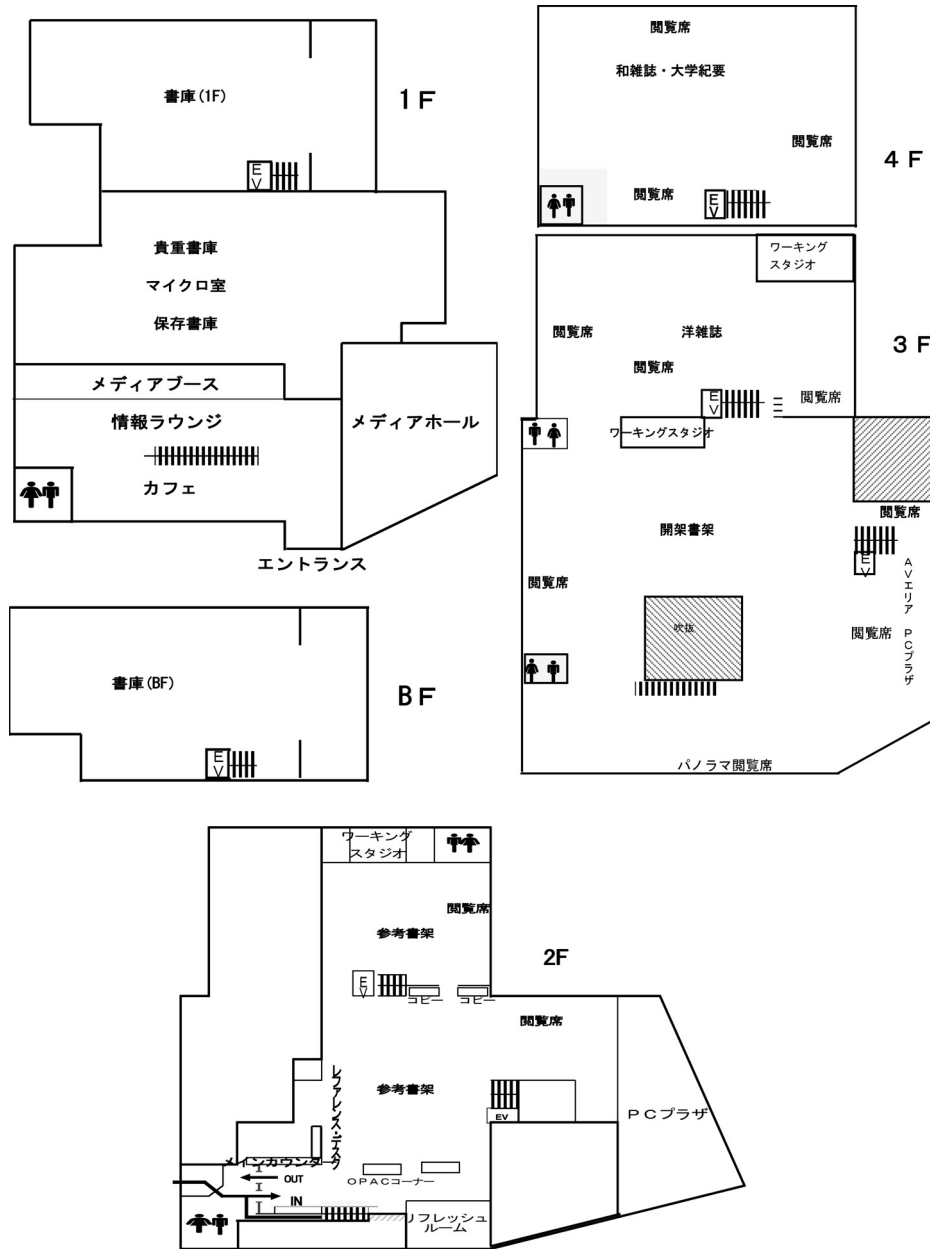 書庫(1F)
1F
EV
貴重書庫
マイクロ室
保存書庫
メディアブース
情報ラウンジ
カフェ
メディアホール
エントランス
書庫(BF)
BF
EV
閲覧席
和雑誌・大学紀要
閲覧席
4F
閲覧席
EV
ワーキング
スタジオ
閲覧席
洋雑誌
3F
閲覧席
EV
閲覧席
ワーキングスタジオ
閲覧席
開架書架
EV
AVエリア
閲覧席
吹抜
閲覧席
PCプラザ
パノラマ閲覧席
ワーキング
スタジオ
閲覧席
参考書架
2F
EV
コピー
コピー
閲覧席
レファレンス・デスク
参考書架
EV
PCプラザ
メインカウンター
OUT
OPACコーナー
IN
リフレッシュ
ルーム